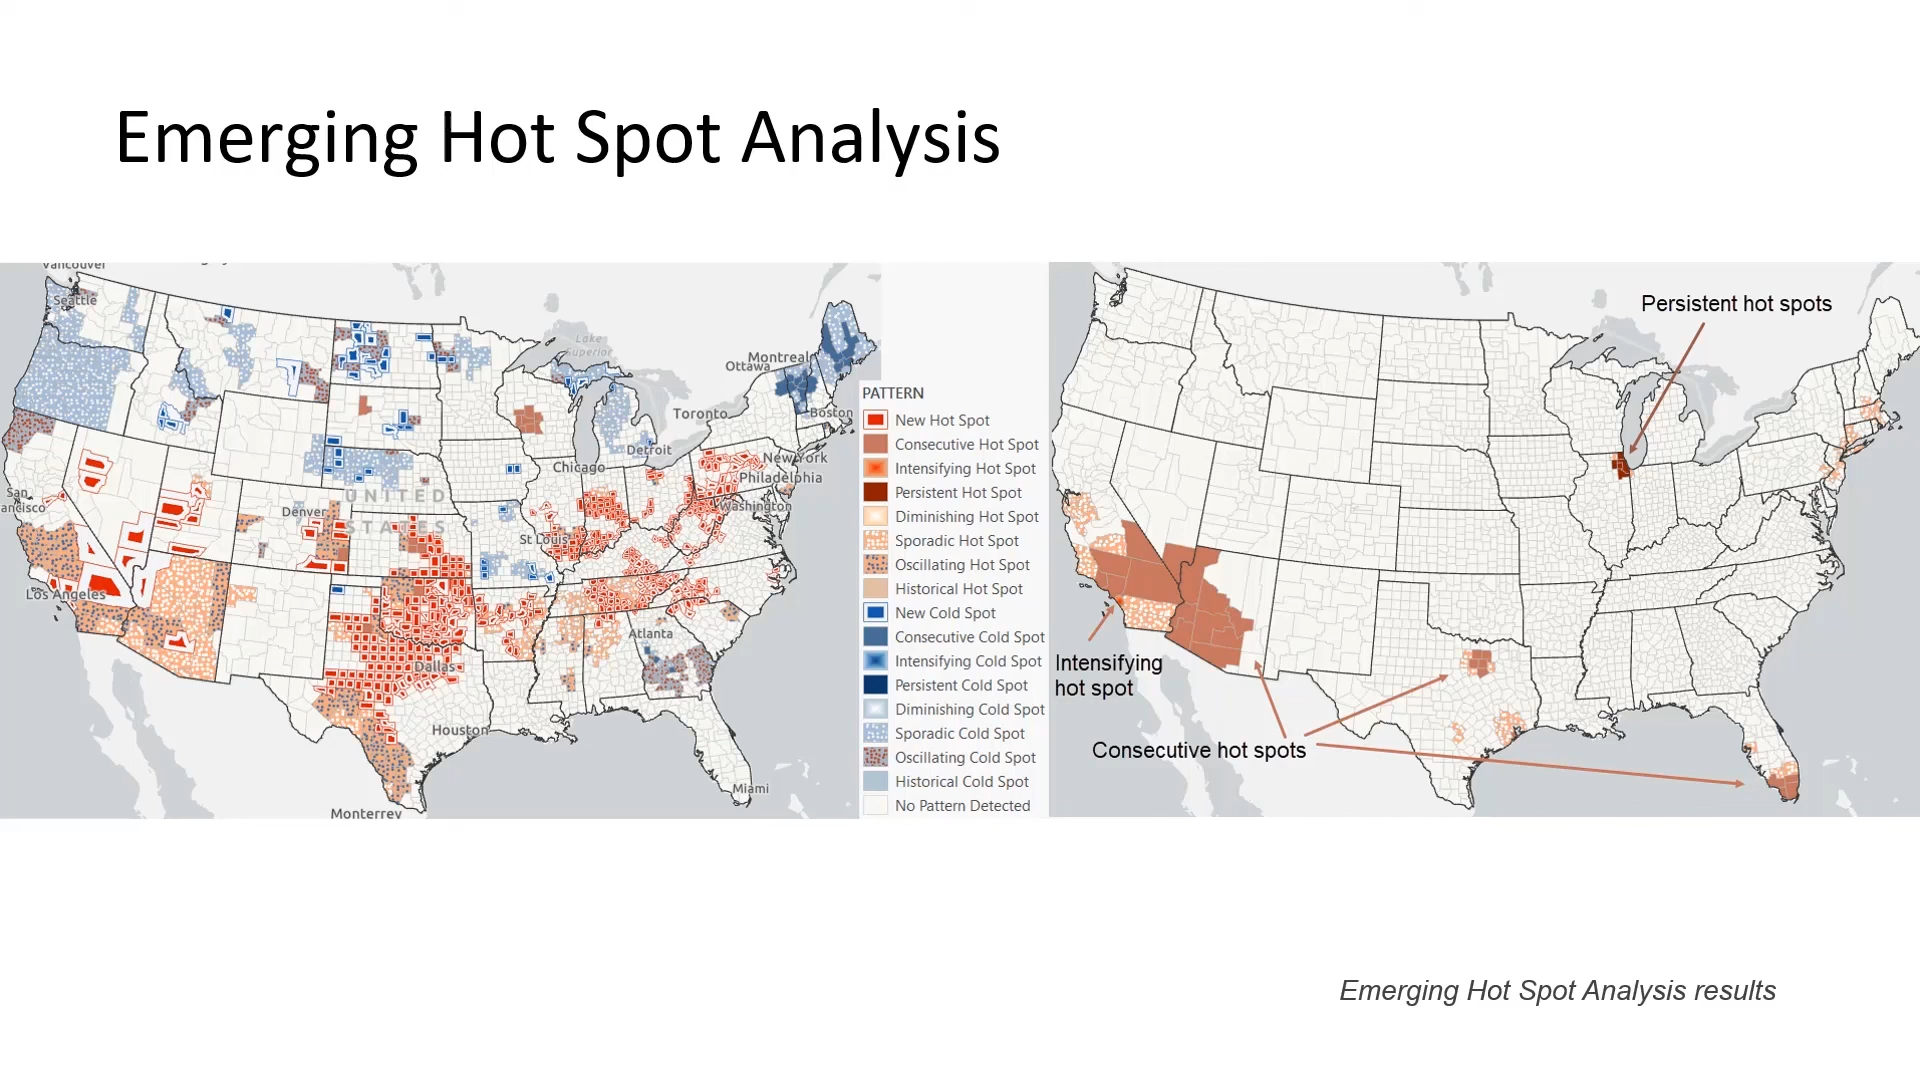 Emerging Hot Spot Analysis
Vancouver
Seattle
Lake
Superior
Montreal
Ottawa
Toronto
Boston
Detroit
Chicago
New York
Philadelphia
Washington
UNITED
STATES
Denver
St Louis
San
ancisco
Los Angeles
Atlanta
Dallas
Houston
Miami
Monterrey
PATTERN
New Hot Spot
Consecutive Hot Spot
Intensifying Hot Spot
Persistent Hot Spot
Diminishing Hot Spot
Sporadic Hot Spot
Oscillating Hot Spot
Historical Hot Spot
New Cold Spot
Consecutive Cold Spot
Intensifying Cold Spot
Persistent Cold Spot
Diminishing Cold Spot
Sporadic Cold Spot
Oscillating Cold Spot
Historical Cold Spot
No Pattern Detected
Persistent hot spots
Intensifying
hot spot
Consecutive hot spots
Emerging Hot Spot Analysis results